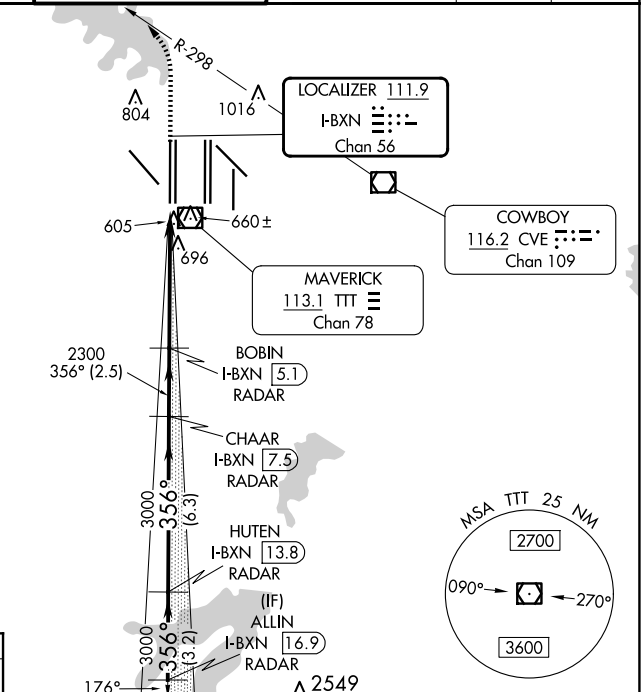 R-298
804
1016
LOCALIZER 111.9
I-BXN
Chan 56
605
660 ±
696
COWBOY
116.2 CVE
Chan 109
MAVERICK
113.1 TTT
Chan 78
2300
356° (2.5)
BOBIN
I-BXN 5.1
RADAR
CHAAR
I-BXN 7.5
RADAR
3000
356°
(6.3)
HUTEN
I-BXN 13.8
RADAR
(IF)
ALLIN
I-BXN 16.9
RADAR
3000
356°
(3.2)
176°
2549
MSA TTT 25 NM
2700
090°
270°
3600